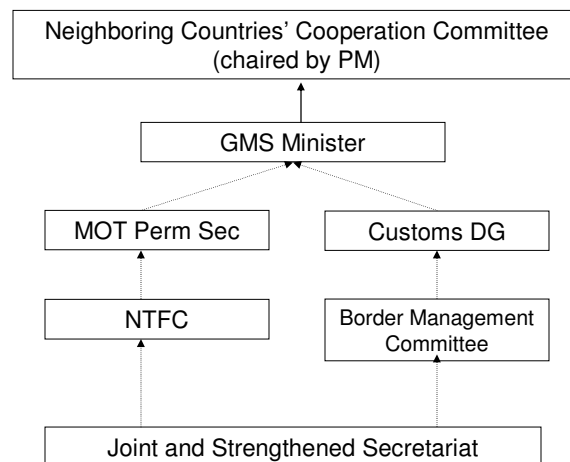 Neighboring Countries’ Cooperation Committee
(chaired by PM)
GMS Minister
MOT Perm Sec
Customs DG
NTFC
Border Management
Committee
Joint and Strengthened Secretariat